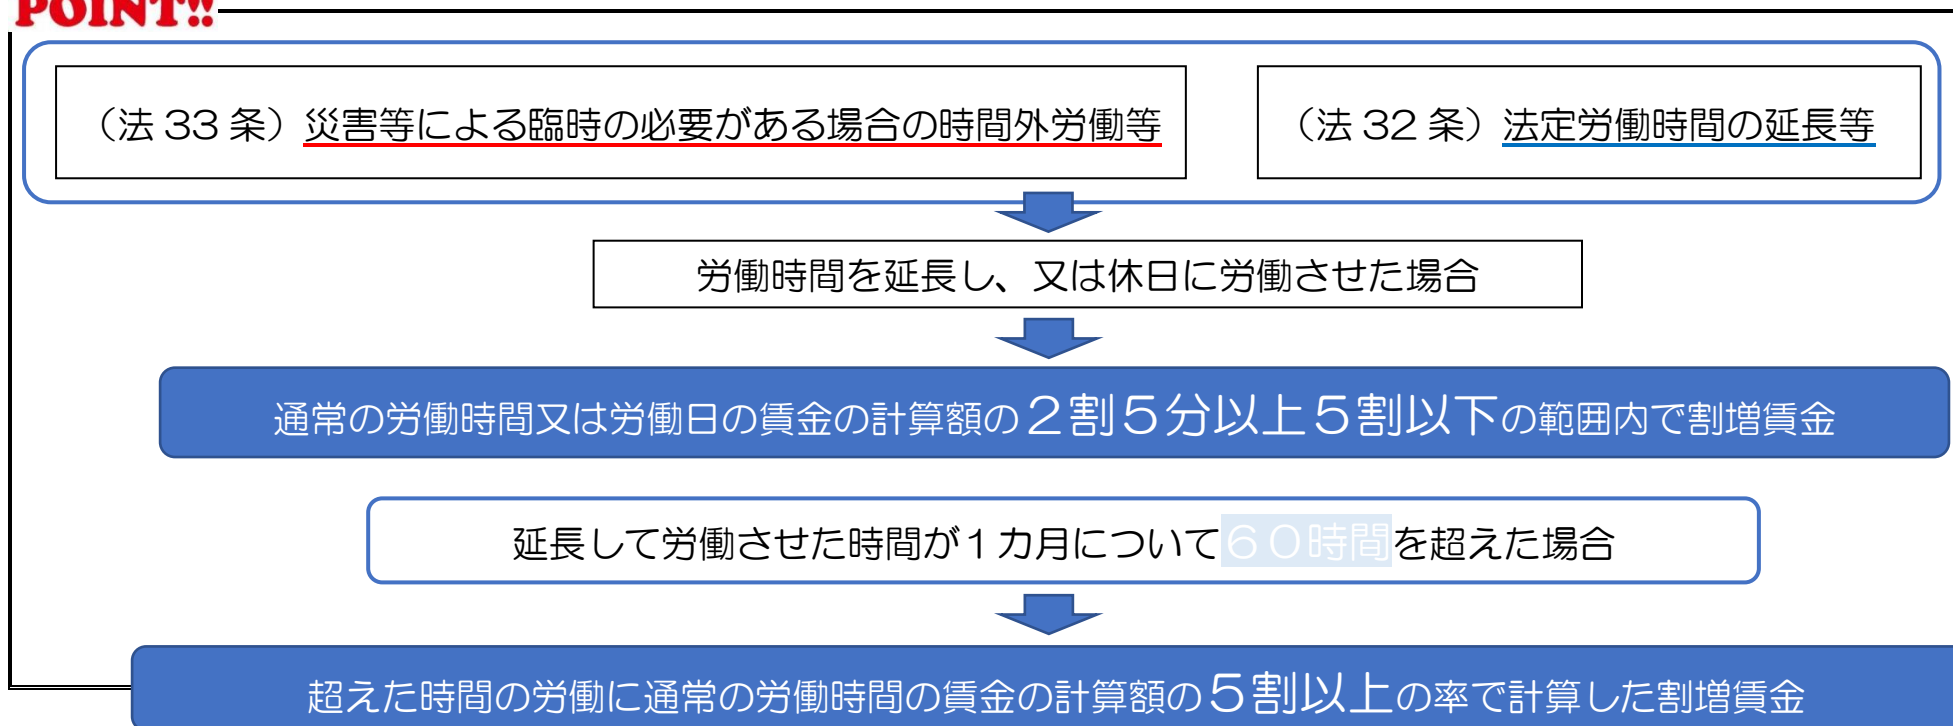 POINT!!
（法 33 条）災害等による臨時の必要がある場合の時間外労働等
（法 32 条）法定労働時間の延長等
労働時間を延長し、又は休日に労働させた場合
通常の労働時間又は労働日の賃金の計算額の２割５分以上５割以下の範囲内で割増賃金
延長して労働させた時間が１カ月について６０時間を超えた場合
超えた時間の労働に通常の労働時間の賃金の計算額の５割以上の率で計算した割増賃金